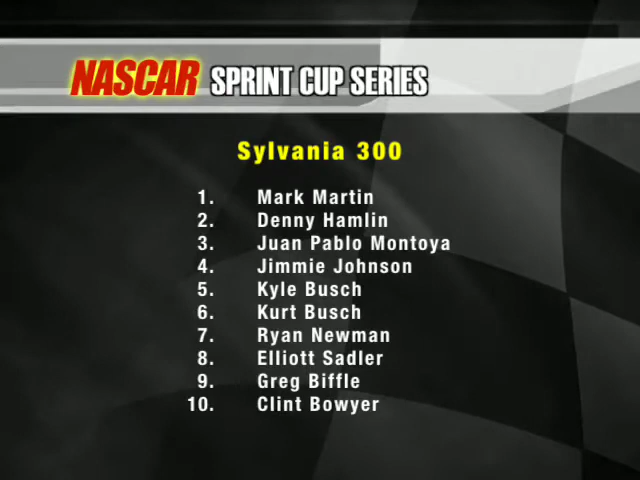 NASCAR SPRINT CUP SERIES
Sylvania 300
1. Mark Martin
2. Denny Hamlin
3. Juan Pablo Montoya
4. Jimmie Johnson
5. Kyle Busch
6. Kurt Busch
7. Ryan Newman
8. Elliott Sadler
9. Greg Biffle
10. Clint Bowyer